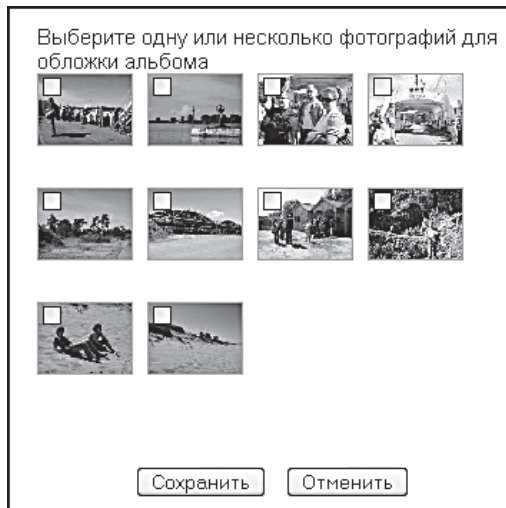 Выберите одну или несколько фотографий для
обложки альбома
Сохранить Отменить